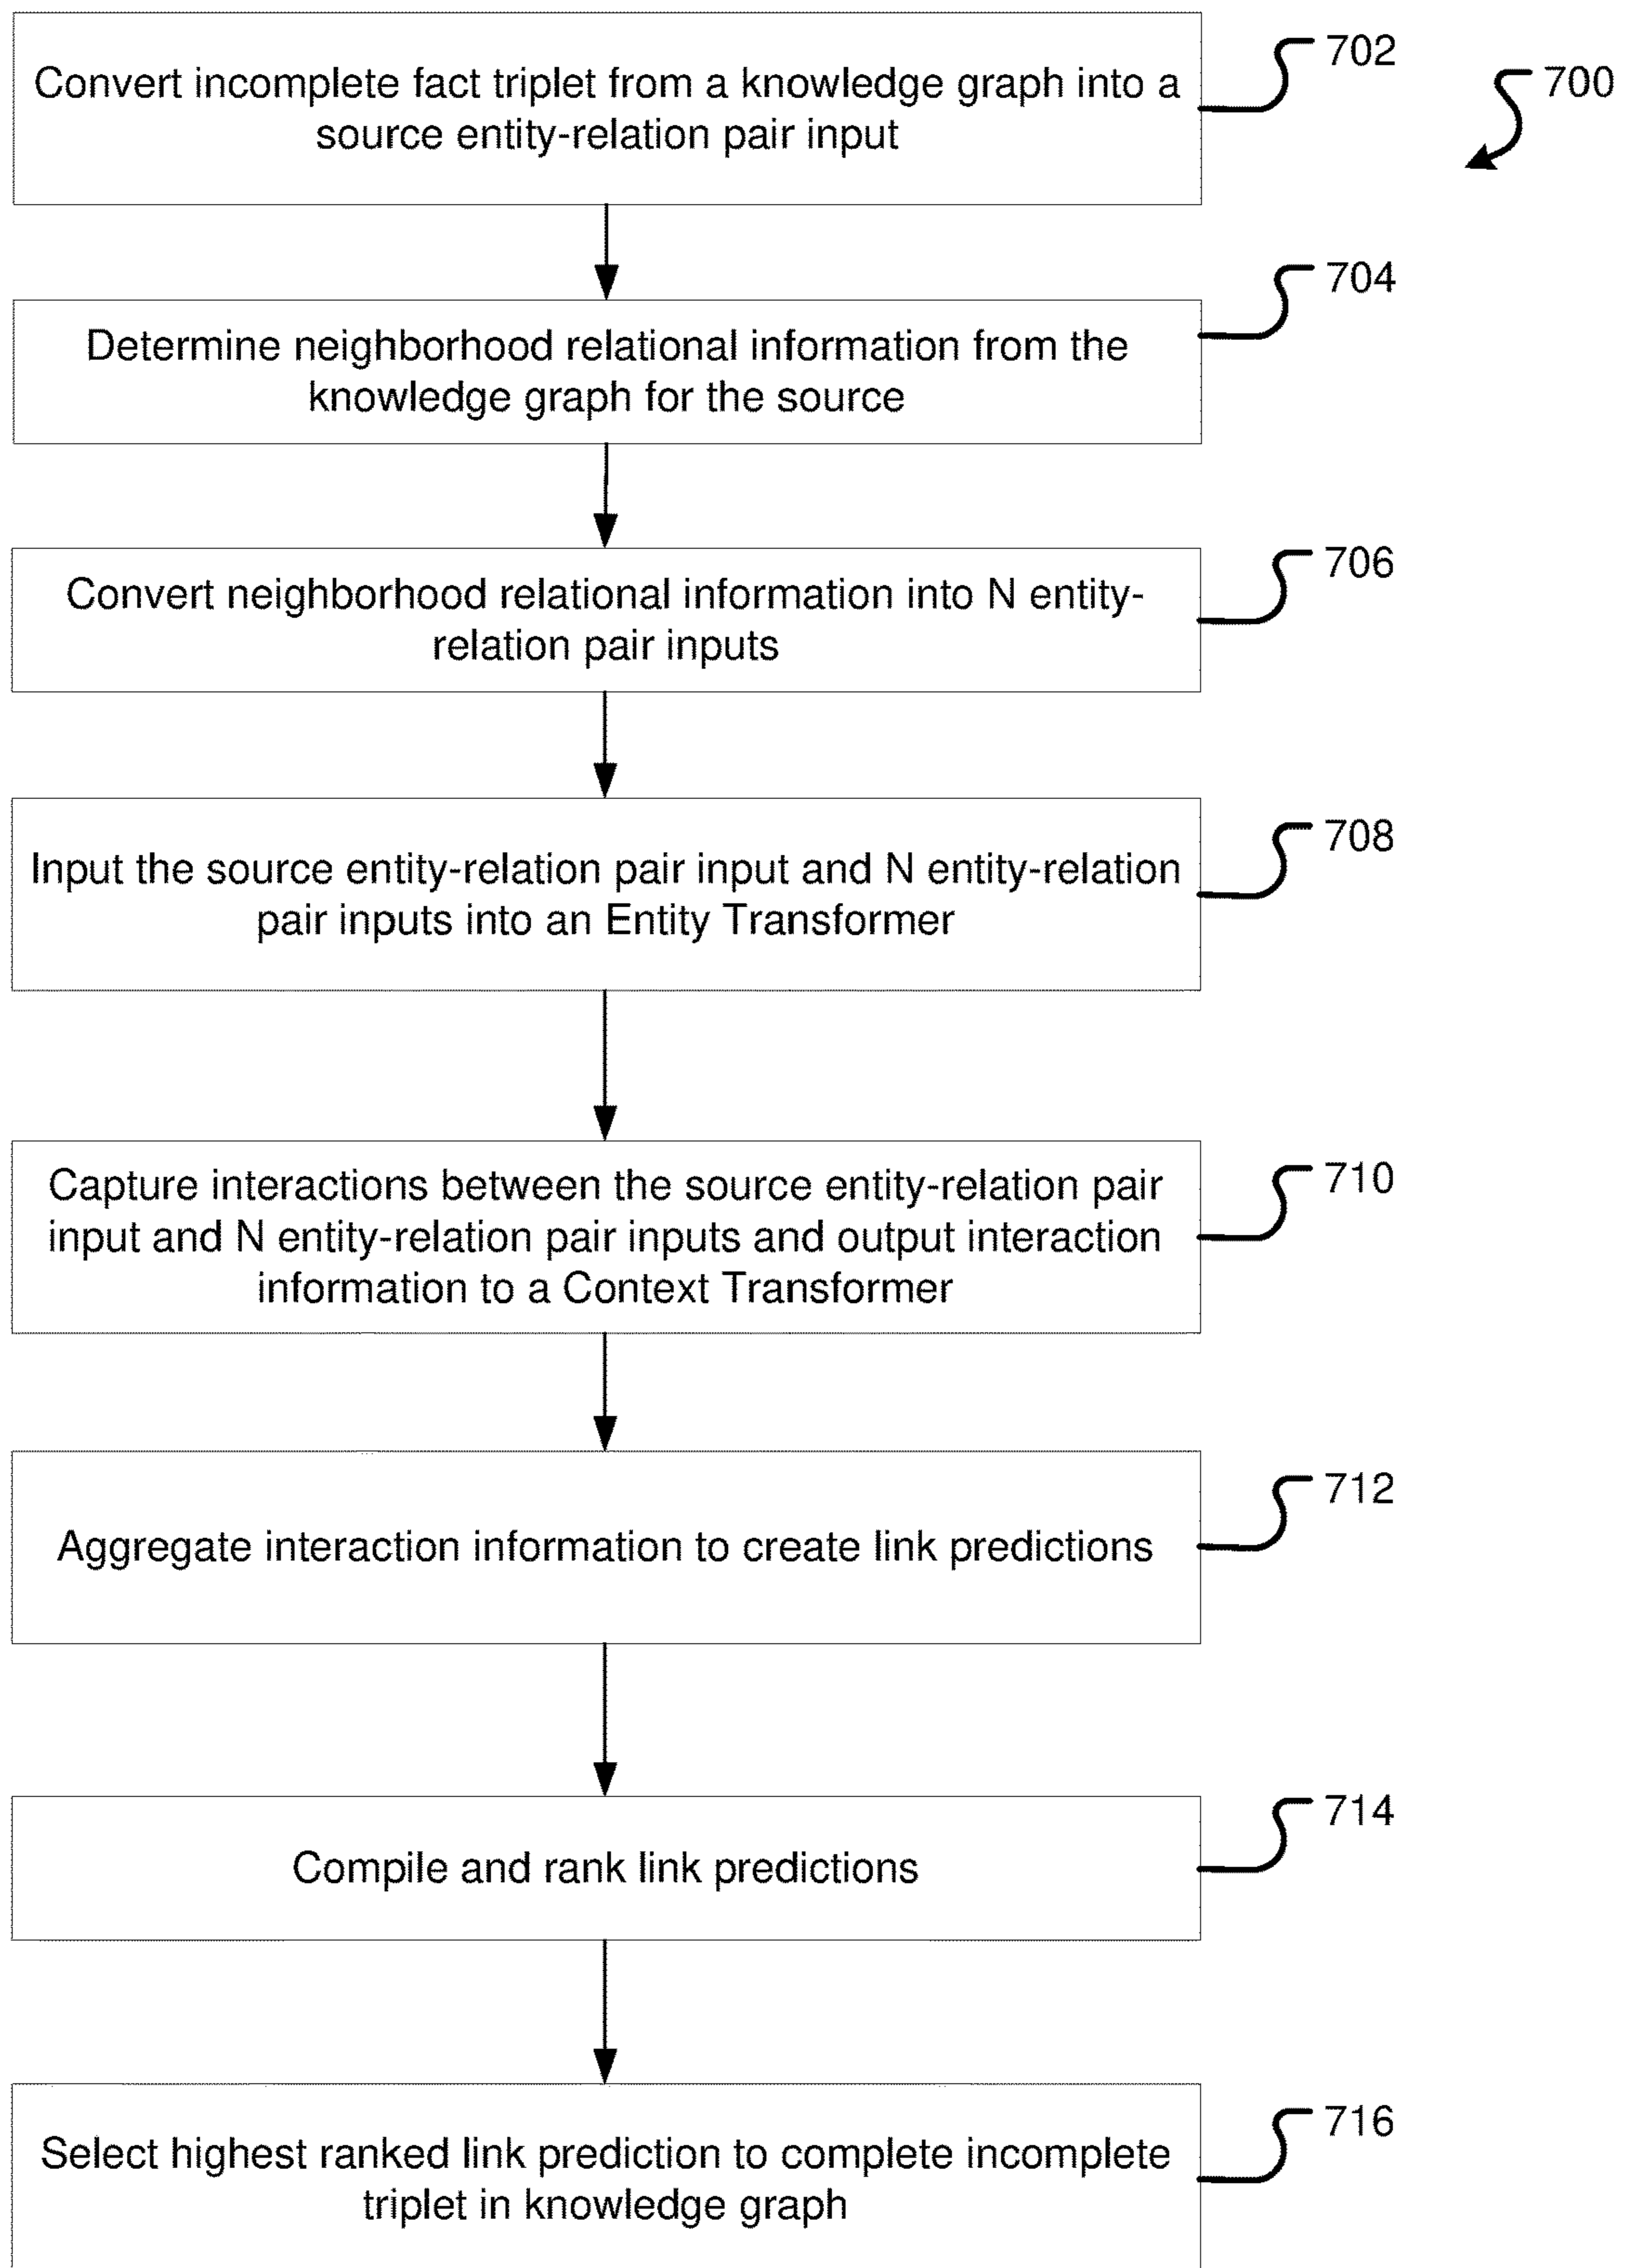 Convert incomplete fact triplet from a knowledge graph into a
source entity-relation pair input
702
700
Determine neighborhood relational information from the
knowledge graph for the source
704
Convert neighborhood relational information into N entity-
relation pair inputs
706
Input the source entity-relation pair input and N entity-relation
pair inputs into an Entity Transformer
708
Capture interactions between the source entity-relation pair
input and N entity-relation pair inputs and output interaction
information to a Context Transformer
710
Aggregate interaction information to create link predictions
712
Compile and rank link predictions
714
Select highest ranked link prediction to complete incomplete
triplet in knowledge graph
716